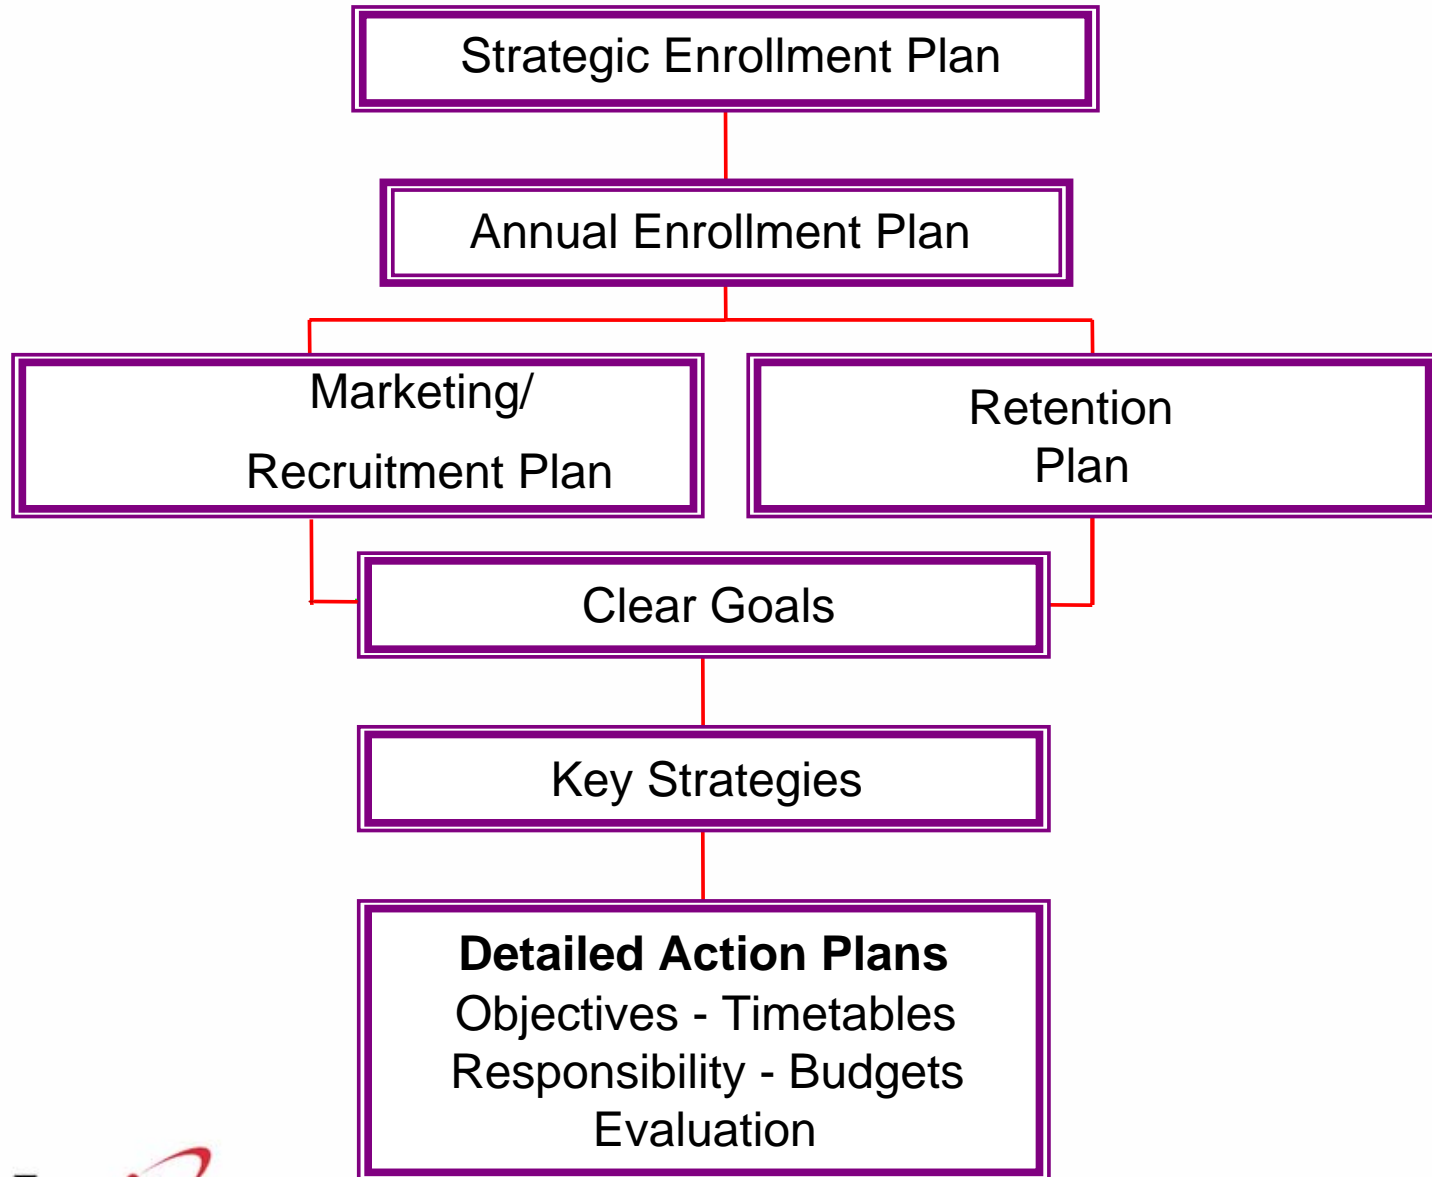 Strategic Enrollment Plan
Annual Enrollment Plan
Marketing/
Recruitment Plan
Retention
Plan
Clear Goals
Key Strategies
Detailed Action Plans
Objectives - Timetables
Responsibility - Budgets
Evaluation